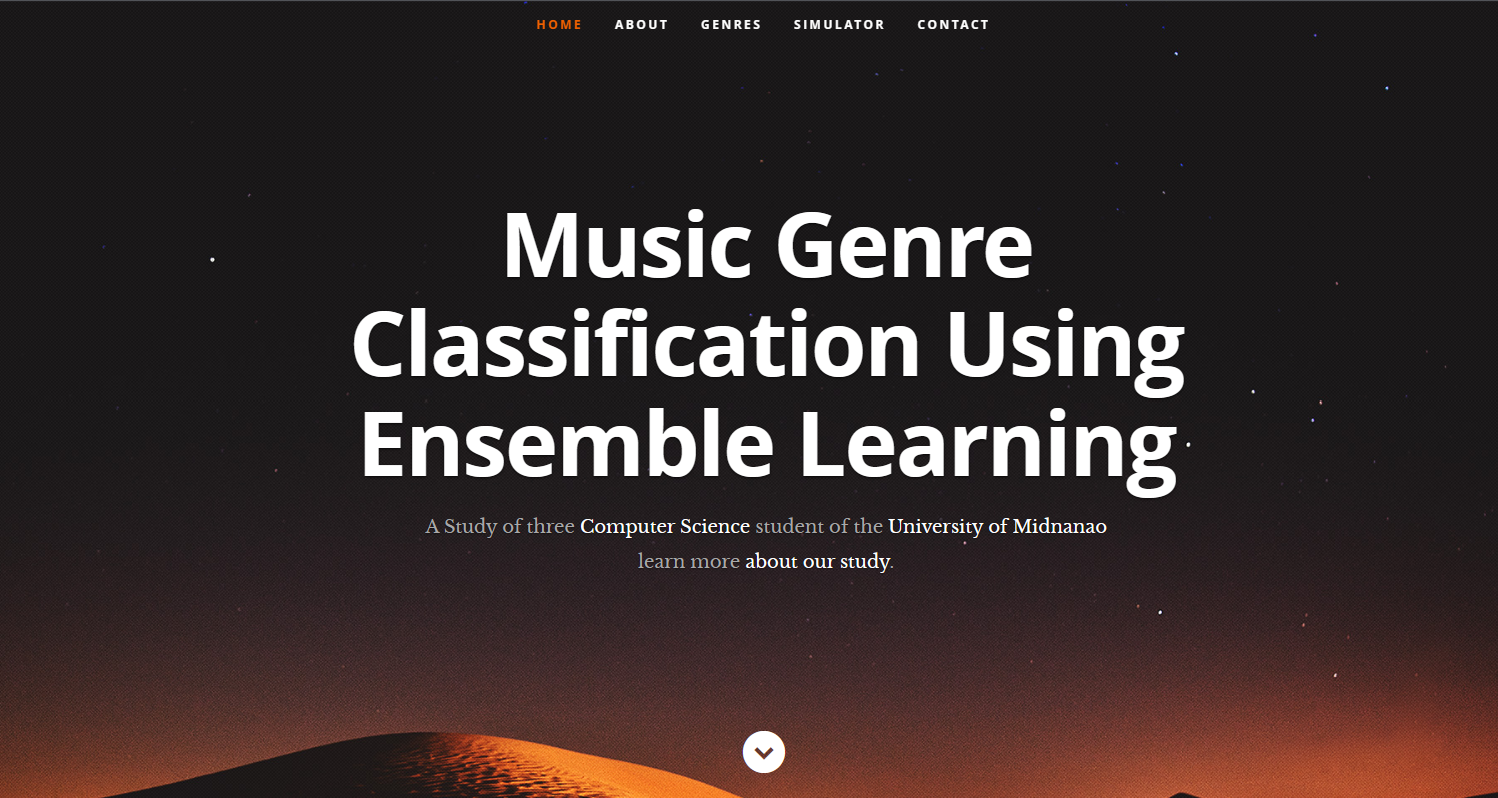 HOME ABOUT GENRES SIMULATOR CONTACT
Music Genre
Classification Using
Ensemble Learning
A Study of three Computer Science student of the University of Midnanao
learn more about our study.